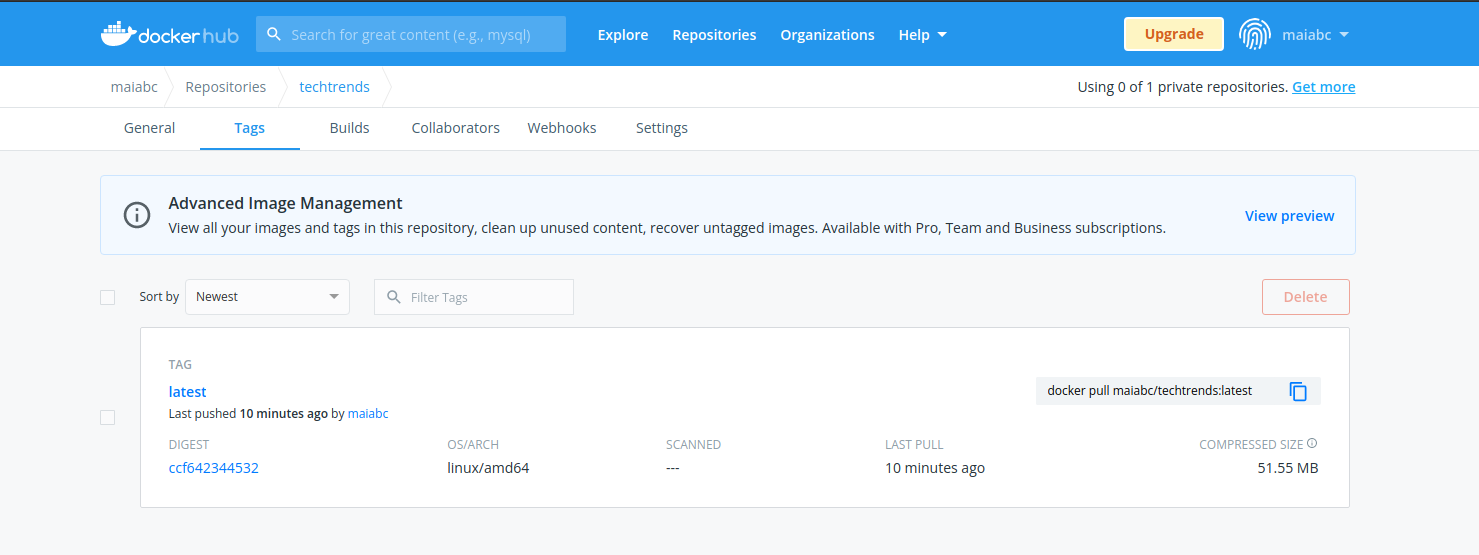 docker hub Search for great content (e.g., mysql) Explore Repositories Organizations Help Upgrade maiabc
maiabc Repositories techtrends Using 0 of 1 private repositories. Get more
General Tags Builds Collaborators Webhooks Settings
Advanced Image Management
View all your images and tags in this repository, clean up unused content, recover untagged images. Available with Pro, Team and Business subscriptions.
View preview
Sort by Newest Filter Tags Delete
TAG
latest
docker pull maiabc/techtrends:latest
Last pushed 10 minutes ago by maiabc
DIGEST OS/ARCH SCANNED LAST PULL COMPRESSED SIZE
ccf642344532 linux/amd64 --- 10 minutes ago 51.55 MB